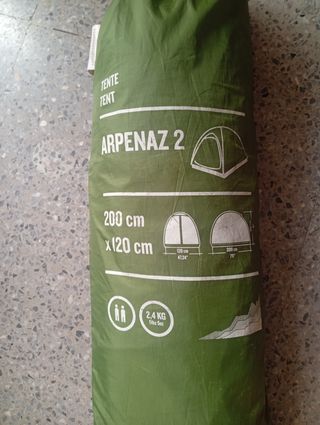 TENTE
TENT
ARPENAZ 2
200 cm
x 120 cm
120 cm
200 cm
2,4 KG